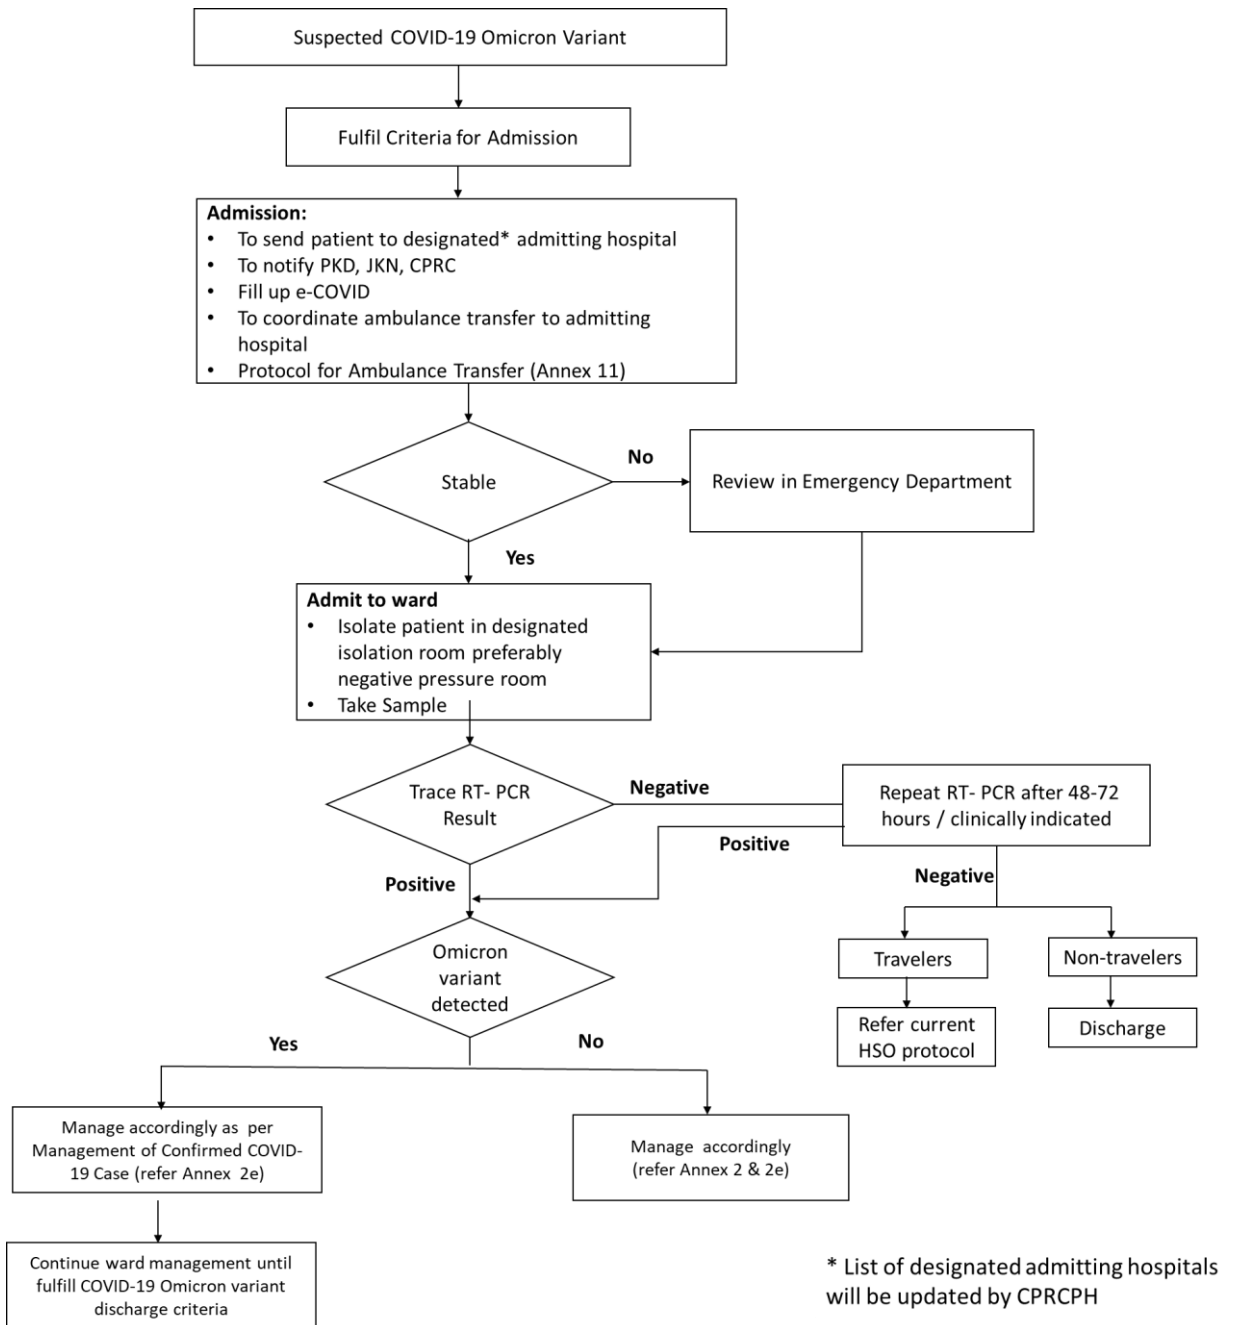 Suspected COVID-19 Omicron Variant
Fulfil Criteria for Admission
Admission:
• To send patient to designated* admitting hospital
• To notify PKD, JKN, CPRC
• Fill up e-COVID
• To coordinate ambulance transfer to admitting
hospital
• Protocol for Ambulance Transfer (Annex 11)
Stable
No
Review in Emergency Department
Yes
Admit to ward
• Isolate patient in designated
isolation room preferably
negative pressure room
• Take Sample
Trace RT- PCR
Result
Negative
Repeat RT- PCR after 48-72
hours / clinically indicated
Positive
Positive
Negative
Travelers
Non-travelers
Refer current
HSO protocol
Discharge
Omicron
variant
detected
Yes
No
Manage accordingly as per
Management of Confirmed COVID-
19 Case (refer Annex 2e)
Manage accordingly
(refer Annex 2 & 2e)
Continue ward management until
fulfill COVID-19 Omicron variant
discharge criteria
* List of designated admitting hospitals
will be updated by CPRCPH